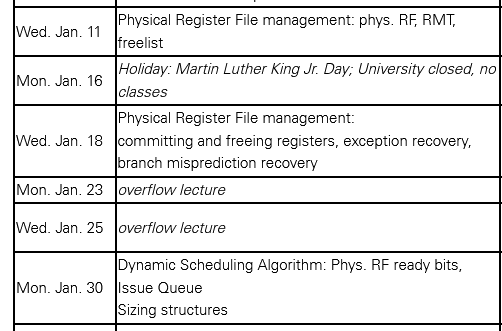 Wed. Jan. 11
Physical Register File management: phys. RF, RMT,
freelist
Mon. Jan. 16
Holiday: Martin Luther King Jr. Day; University closed, no
classes
Wed. Jan. 18
Physical Register File management:
committing and freeing registers, exception recovery,
branch misprediction recovery
Mon. Jan. 23
overflow lecture
Wed. Jan. 25
overflow lecture
Mon. Jan. 30
Dynamic Scheduling Algorithm: Phys. RF ready bits,
Issue Queue
Sizing structures